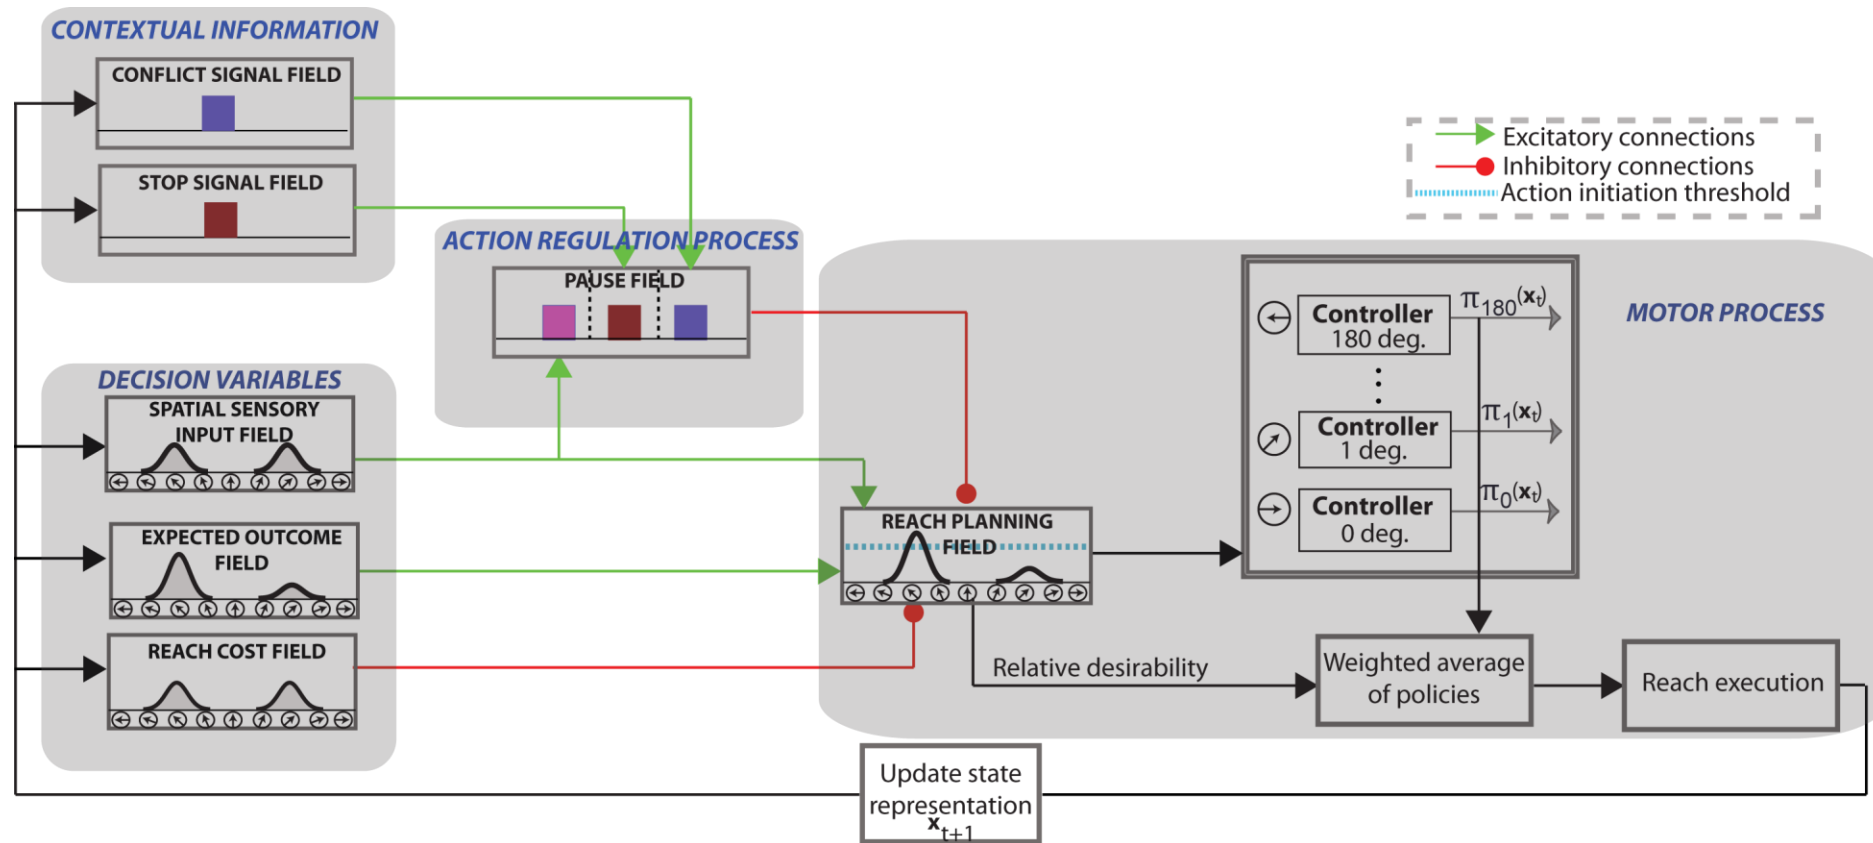 CONTEXTUAL INFORMATION
CONFLICT SIGNAL FIELD
STOP SIGNAL FIELD
ACTION REGULATION PROCESS
PAUSE FIELD
DECISION VARIABLES
SPATIAL SENSORY
INPUT FIELD
EXPECTED OUTCOME
FIELD
REACH COST FIELD
Excitatory connections
Inhibitory connections
Action initiation threshold
MOTOR PROCESS
Controller
180 deg.
π180(xt)
Controller
1 deg.
π1(xt)
Controller
0 deg.
π0(xt)
REACH PLANNING
FIELD
Relative desirability
Weighted average
of policies
Reach execution
Update state
representation
xt+1